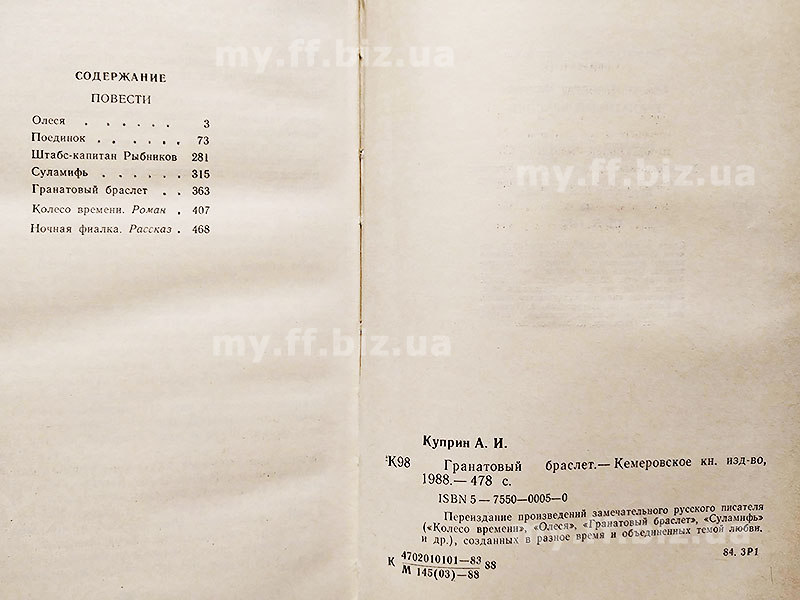 my.ff.biz.ua
СОДЕРЖАНИЕ
ПОВЕСТИ
Олеся . . . . . . 3
Поединок . . . . . . 73
Штабс-капитан Рыбников 281
Суламифь . . . . . 315
Гранатовый браслет . . 363
Колесо времени. Роман . 407
Ночная фиалка. Рассказ . 468
my.ff.biz.ua
my.ff.biz.ua
Куприн А. И.
К98 Гранатовый браслет.— Кемеровское кн. изд-во,
1988.— 478 с.
ISBN 5—7550—0005—0
Переиздание произведений замечательного русского писателя
(«Колесо времени», «Олеся», «Гранатовый браслет», «Суламифь»
и др.), созданных в разное время и объединенных темой любви.
84. 3Р1
К 4702010101—83 88
М 145(03)—88